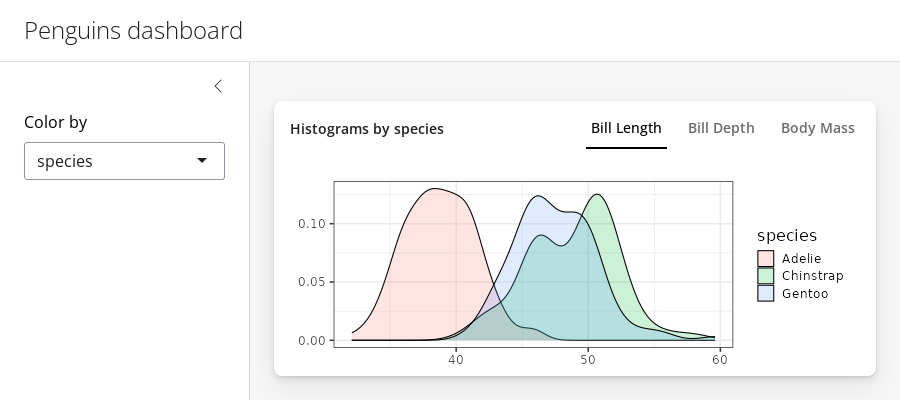 Penguins dashboard
Color by
species
Histograms by species
Bill Length
Bill Depth
Body Mass
0.10
0.05
0.00
40
50
60
species
Adelie
Chinstrap
Gentoo